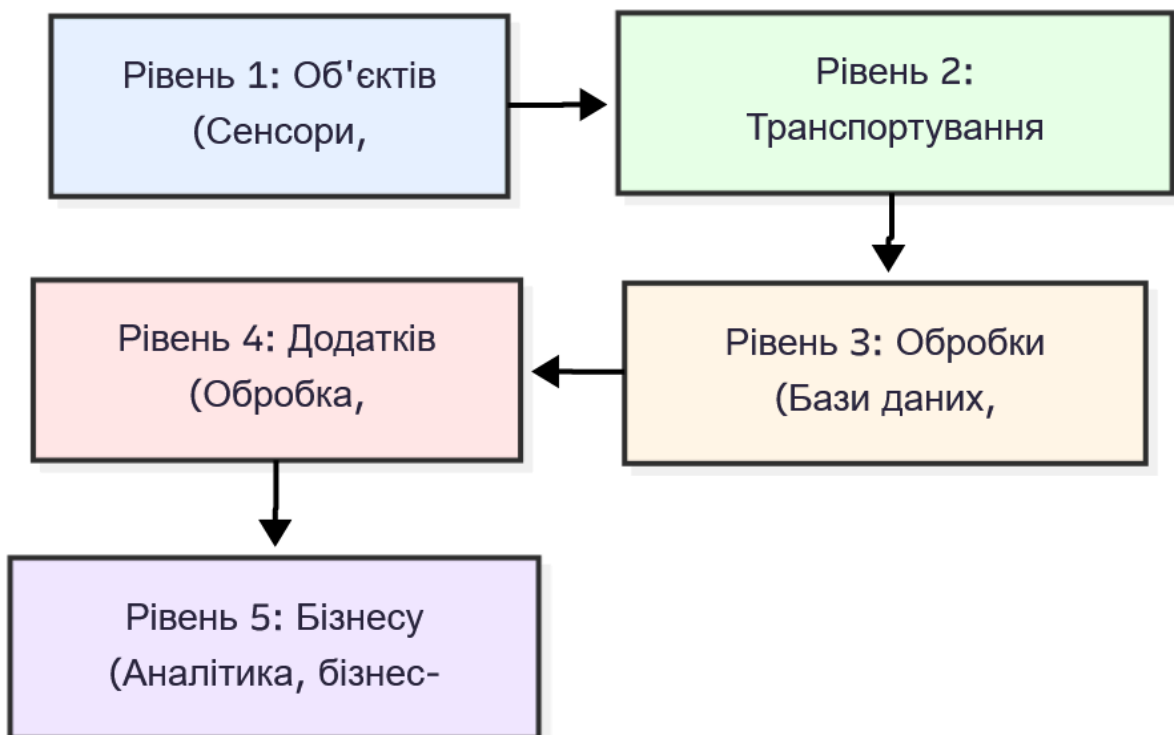 Рівень 1: Об'єктів
(Сенсори,
Рівень 2:
Транспортування
Рівень 3: Обробки
(Бази даних,
Рівень 4: Додатків
(Обробка,
Рівень 5: Бізнесу
(Аналітика, бізнес-